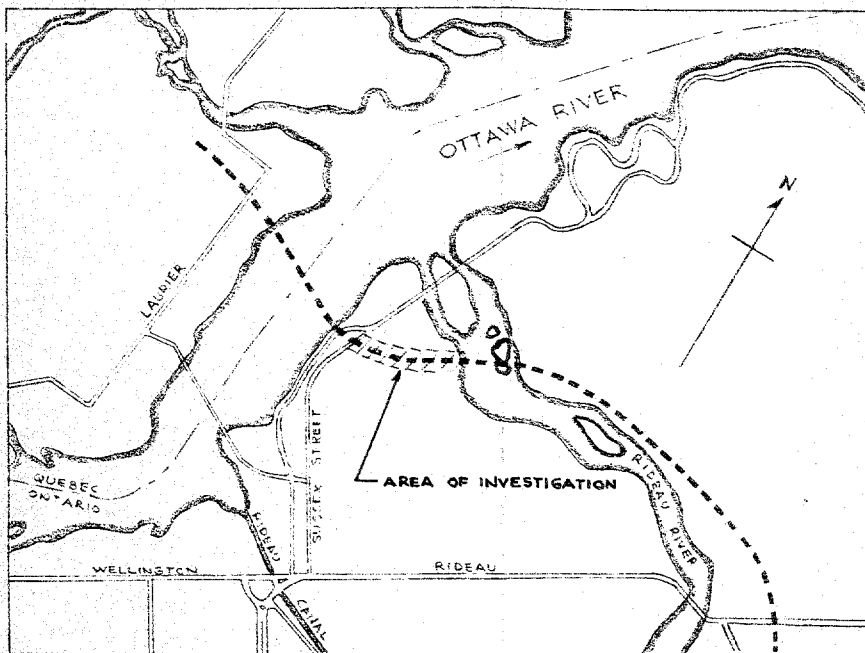 OTTAWA RIVER
N
LAURIER
SUSSEX STREET
AREA OF INVESTIGATION
QUEBEC
ONTARIO
RIDEAU RIVER
RIDEAU CANAL
WELLINGTON
RIDEAU